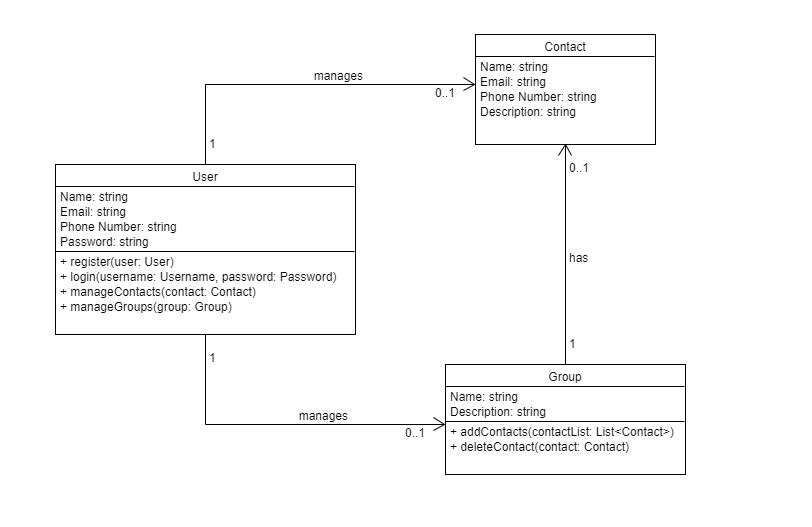 Contact
Name: string
Email: string
Phone Number: string
Description: string
manages
0..1
1
User
Name: string
Email: string
Phone Number: string
Password: string
+ register(user: User)
+ login(username: Username, password: Password)
+ manageContacts(contact: Contact)
+ manageGroups(group: Group)
0..1
has
1
1
manages
0..1
Group
Name: string
Description: string
+ addContacts(contactList: List<Contact>)
+ deleteContact(contact: Contact)